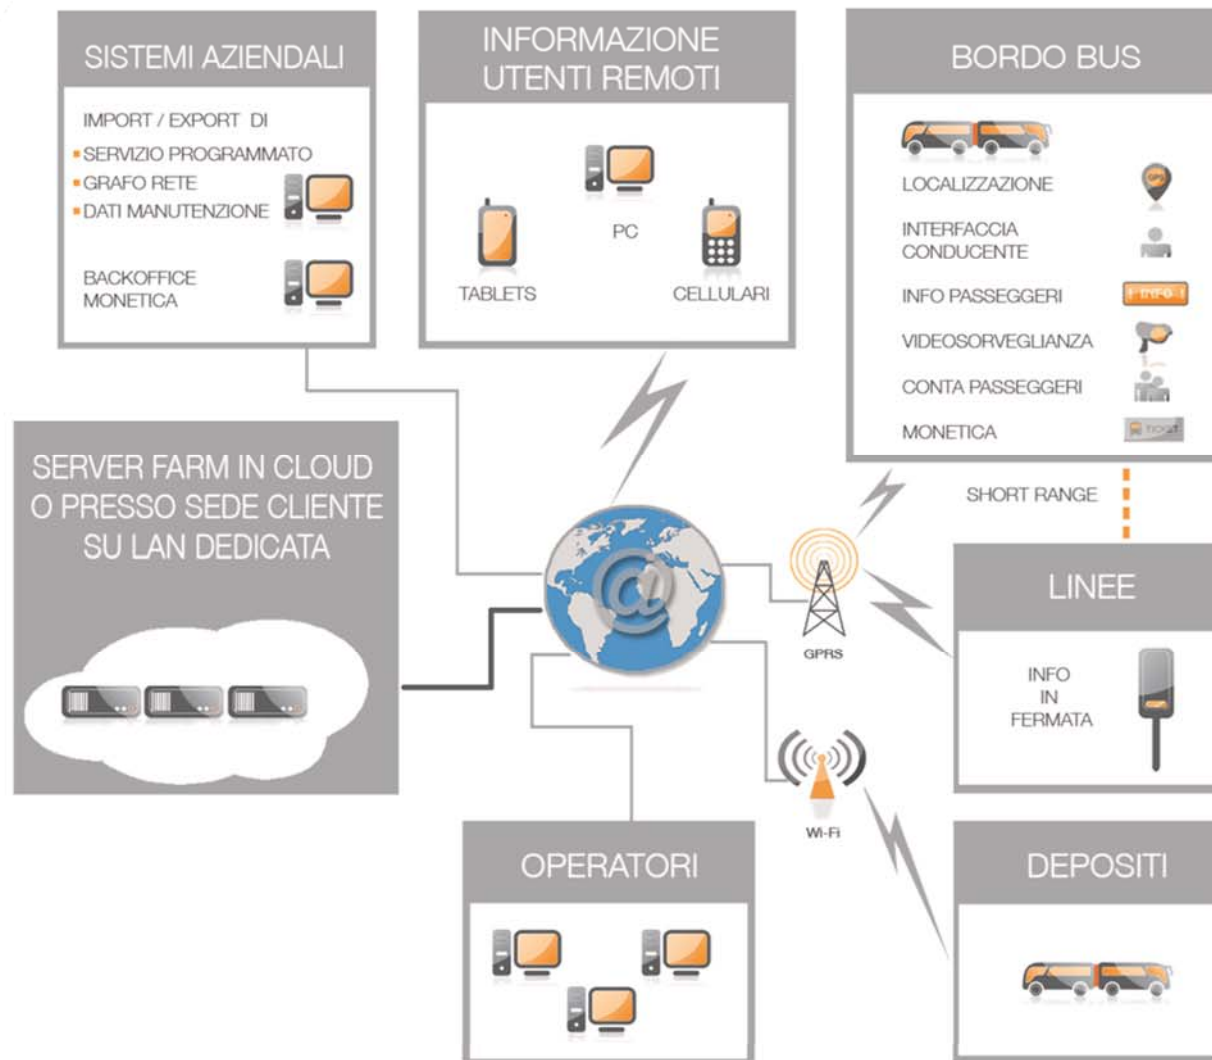 SISTEMI AZIENDALI
IMPORT / EXPORT DI
SERVIZIO PROGRAMMATO
GRAFO RETE
DATI MANUTENZIONE
BACKOFFICE
MONETICA
INFORMAZIONE
UTENTI REMOTI
PC
TABLETS
CELLULARI
BORDO BUS
LOCALIZZAZIONE
GPS
INTERFACCIA
CONDUCENTE
INFO PASSEGGERI
! INFO !
VIDEOSORVEGLIANZA
CONTA PASSEGGERI
MONETICA
TICKET
SERVER FARM IN CLOUD
O PRESSO SEDE CLIENTE
SU LAN DEDICATA
@
SHORT RANGE
GPRS
LINEE
INFO
IN
FERMATA
Wi-Fi
OPERATORI
DEPOSITI